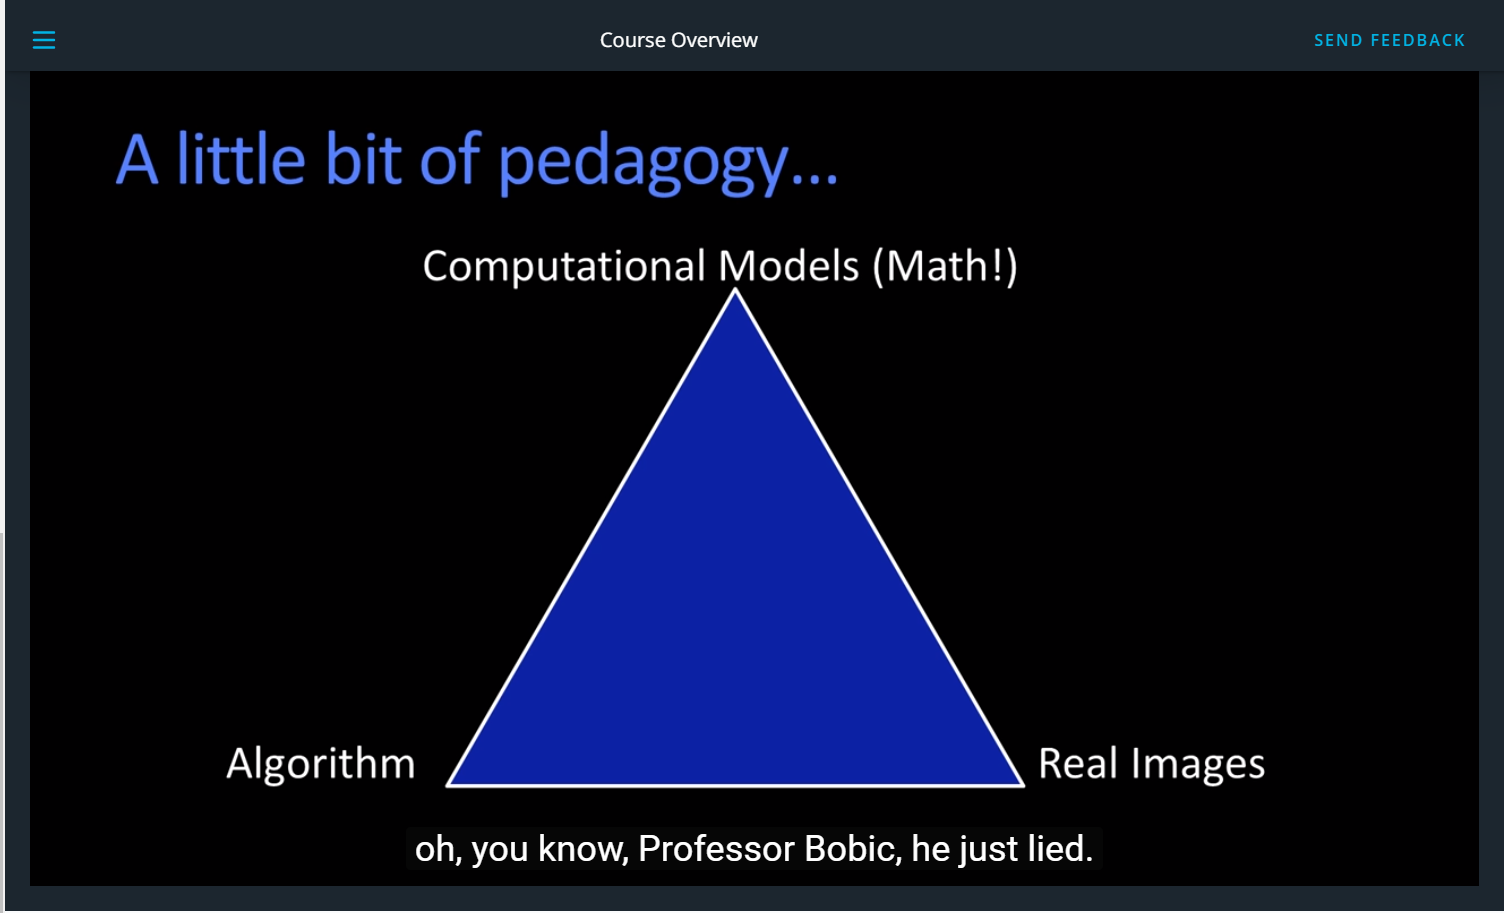 Course Overview
SEND FEEDBACK
A little bit of pedagogy...
Computational Models (Math!)
Algorithm
Real Images
oh, you know, Professor Bobic, he just lied.